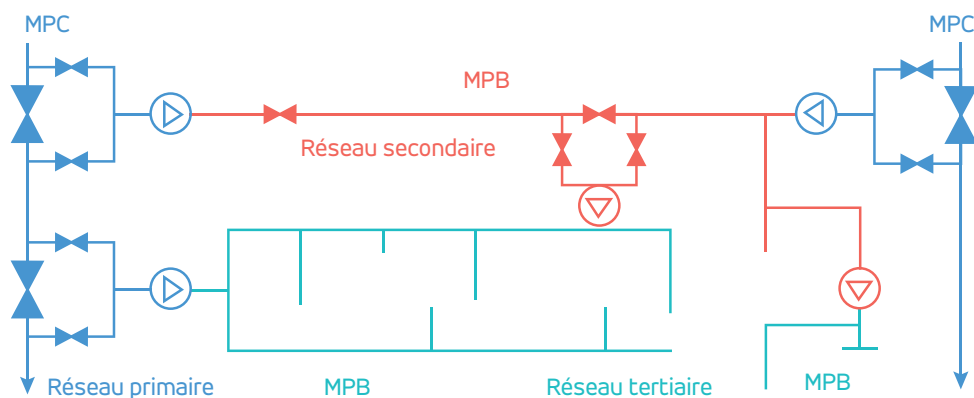 MPC
MPC
MPB
Réseau secondaire
Réseau primaire
MPB
Réseau tertiaire
MPB